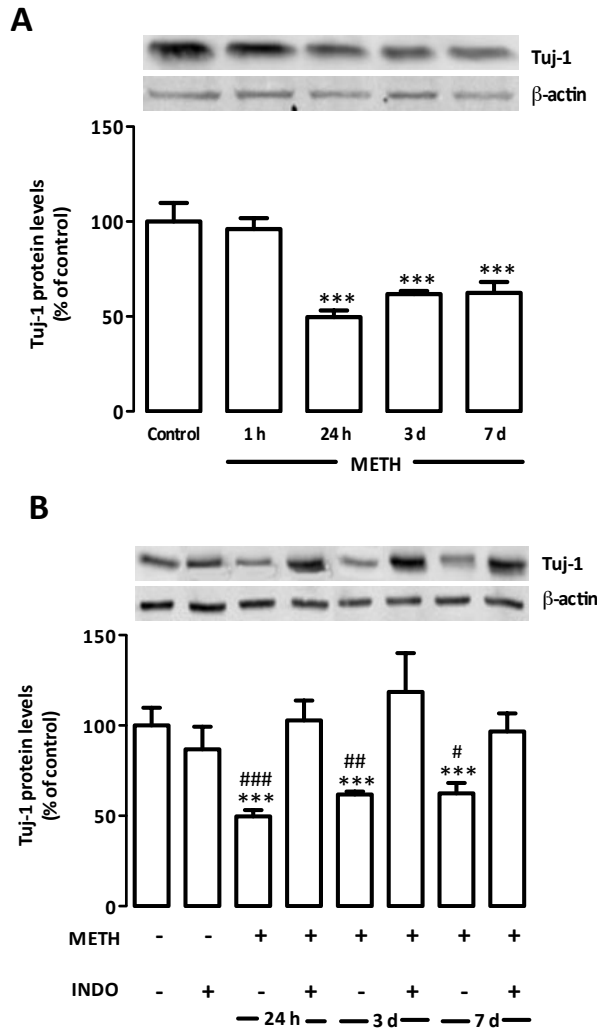 A
Tuj-1
β-actin
Tuj-1 protein levels
(% of control)
150
100
50
0
***
***
***
Control 1 h 24 h 3 d 7 d
METH
B
Tuj-1
β-actin
Tuj-1 protein levels
(% of control)
150
100
50
0
###
***
##
***
#
***
METH - - + + + + + +
INDO - + - + - + - +
24 h 3 d 7 d